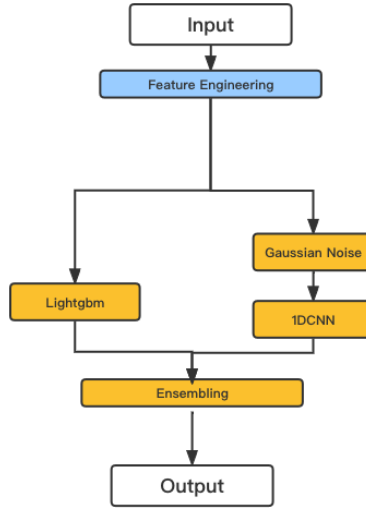 Input
Feature Engineering
Gaussian Noise
Lightgbm
1DCNN
Ensembling
Output